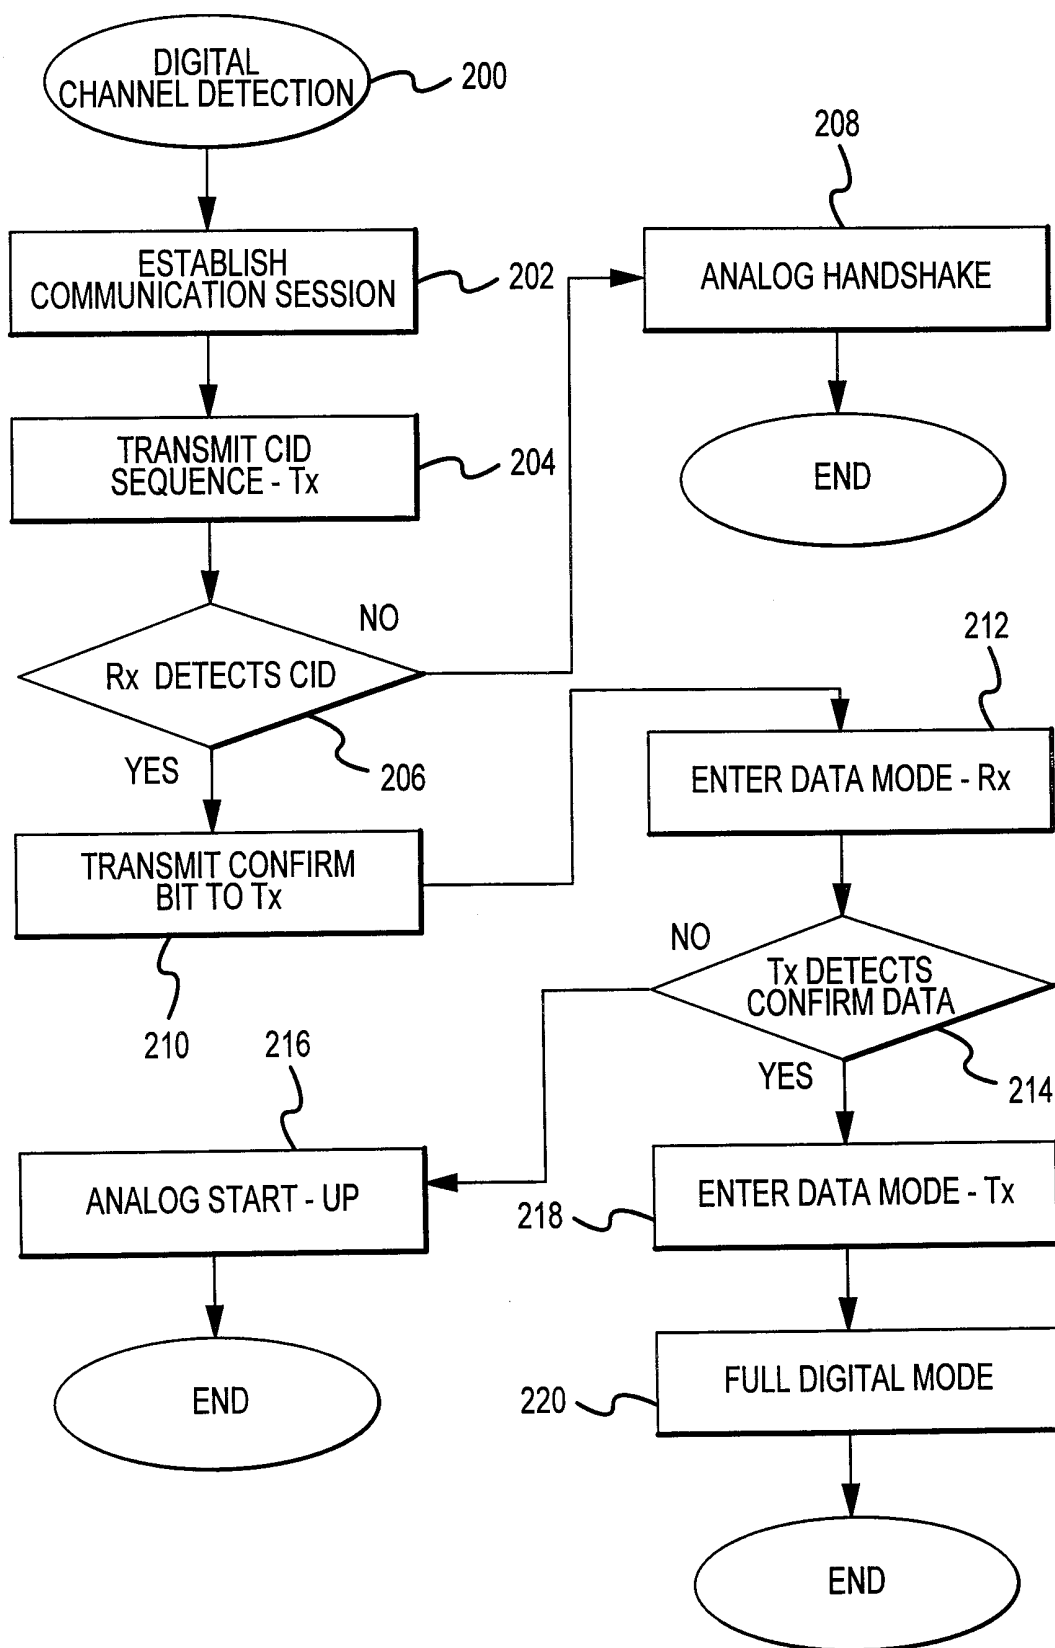 DIGITAL
CHANNEL DETECTION
200
ESTABLISH
COMMUNICATION SESSION
202
TRANSMIT CID
SEQUENCE - Tx
204
Rx DETECTS CID
NO
YES
206
208
ANALOG HANDSHAKE
END
TRANSMIT CONFIRM
BIT TO Tx
210
212
ENTER DATA MODE - Rx
NO
Tx DETECTS
CONFIRM DATA
YES
214
216
ANALOG START - UP
END
218
ENTER DATA MODE - Tx
220
FULL DIGITAL MODE
END